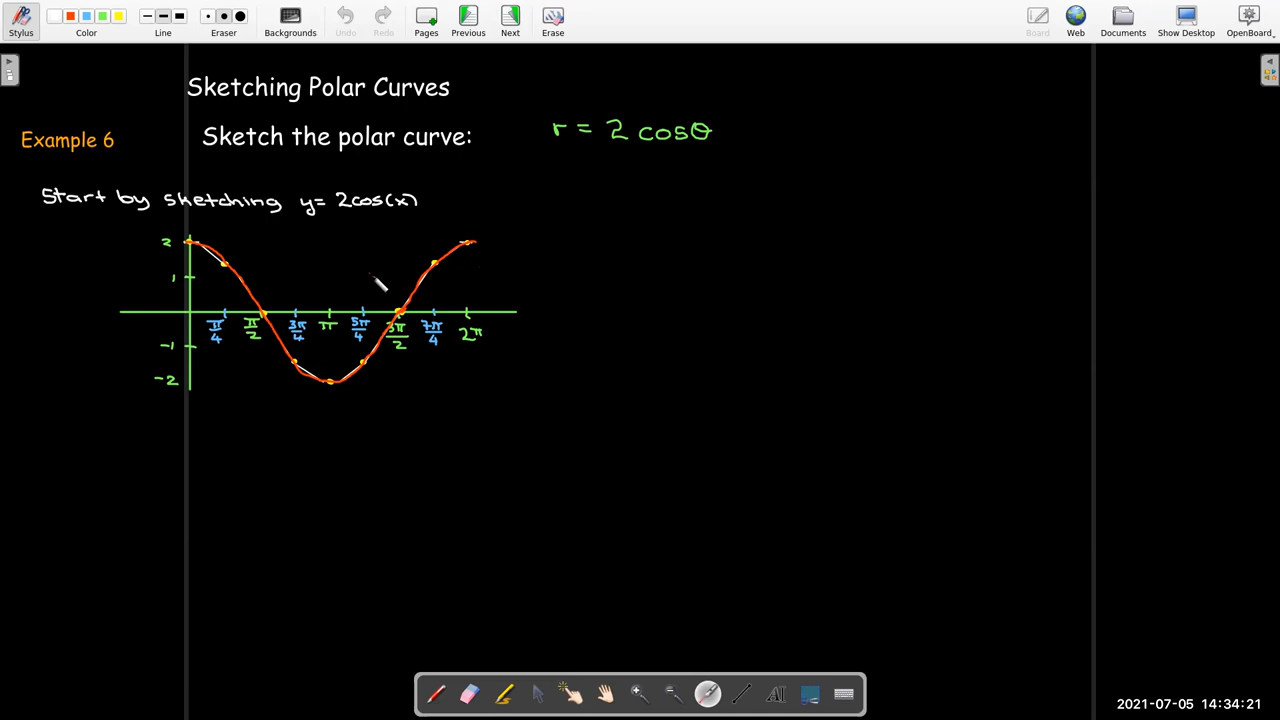 Stylus Color Line Eraser Backgrounds Undo Redo Pages Previous Next Erase Board Web Documents Show Desktop OpenBoard
Sketching Polar Curves
Example 6 Sketch the polar curve: r = 2 cosθ
Start by sketching y= 2cos(x)
2
1
π/4 π/2 3π/4 π 5π/4 3π/2 7π/4 2π
-1
-2
AI
2021-07-05 14:34:21